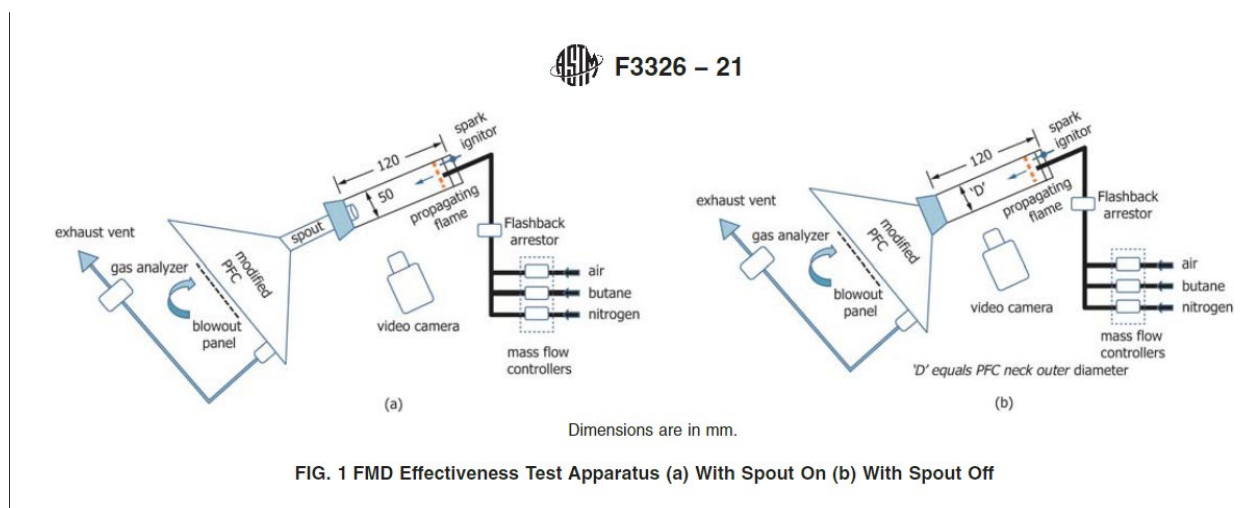 ASTM F3326 – 21
spark
ignitor
120
50
propagating
flame
spout
exhaust vent
gas analyzer
modified
PFC
blowout
panel
video camera
Flashback
arrestor
air
butane
nitrogen
mass flow
controllers
(a)
spark
ignitor
120
'D'
propagating
flame
exhaust vent
gas analyzer
modified
PFC
blowout
panel
video camera
Flashback
arrestor
air
butane
nitrogen
mass flow
controllers
'D' equals PFC neck outer diameter
(b)
Dimensions are in mm.
FIG. 1 FMD Effectiveness Test Apparatus (a) With Spout On (b) With Spout Off